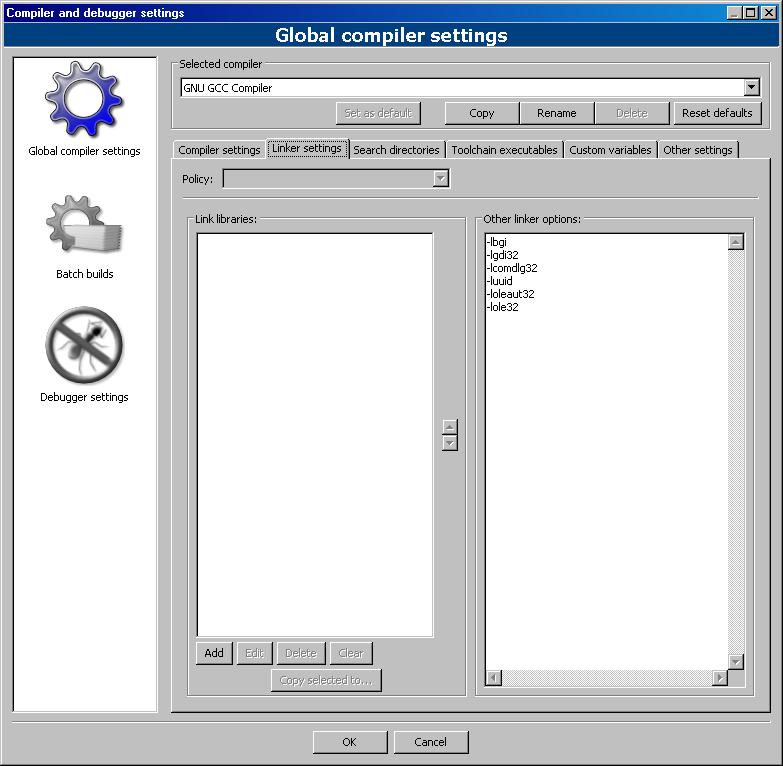 Compiler and debugger settings
Global compiler settings
Global compiler settings
Batch builds
Debugger settings
Selected compiler
GNU GCC Compiler
Set as default Copy Rename Delete Reset defaults
Compiler settings Linker settings Search directories Toolchain executables Custom variables Other settings
Policy:
Link libraries:
Add Edit Delete Clear
Copy selected to...
Other linker options:
-lbgi
-lgdi32
-lcomdlg32
-luuid
-loleaut32
-lole32
OK Cancel